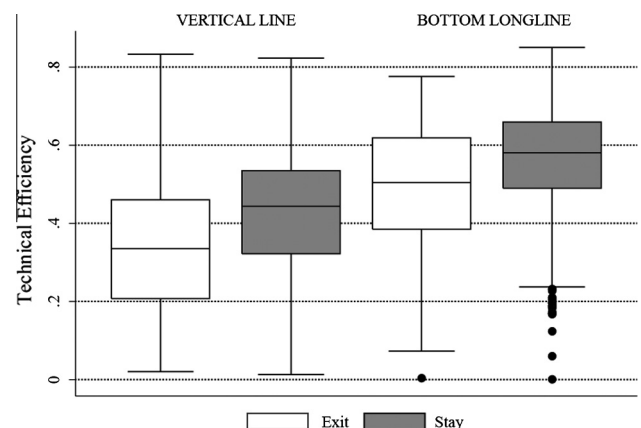 VERTICAL LINE BOTTOM LONGLINE
Technical Efficiency
.8
.6
.4
.2
0
Exit Stay